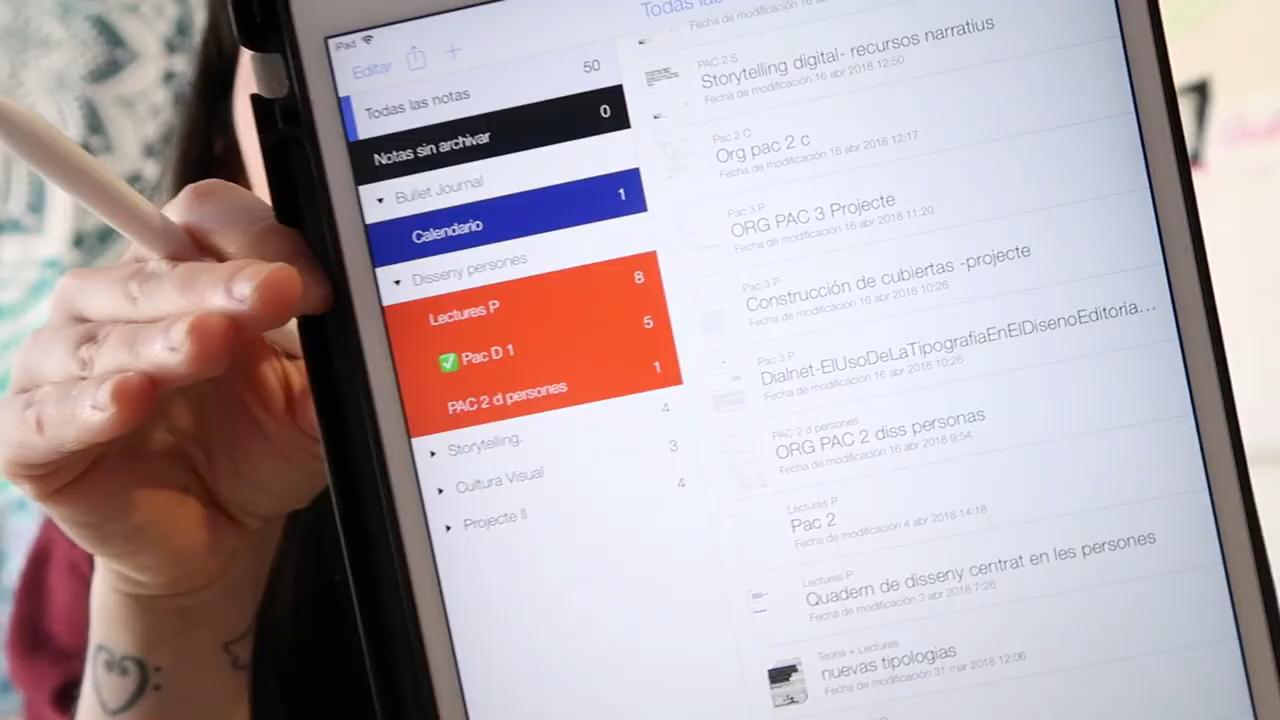 iPad
Editar
Todas las notas 50
Notas sin archivar 0
Bullet Journal
Calendario 1
Disseny persones
Lectures P 8
✅ Pac D 1 5
PAC 2 d persones 1
Storytelling 4
Cultura Visual 3
Projecte II 4
Todas las
Fecha de modificación 16
PAC 2 S
Storytelling digital- recursos narratius
Fecha de modificación 16 abr 2018 12:50
Pac 2 C
Org pac 2 c
Fecha de modificación 16 abr 2018 12:17
Pac 3 P
ORG PAC 3 Projecte
Fecha de modificación 16 abr 2018 11:20
Pac 3 P
Construcción de cubiertas -projecte
Fecha de modificación 16 abr 2018 10:26
Pac 3 P
Dialnet-ElUsoDeLaTipografiaEnElDisenoEditoria...
Fecha de modificación 16 abr 2018 10:26
PAC 2 d persones
ORG PAC 2 diss personas
Fecha de modificación 16 abr 2018 9:54
Lectures P
Pac 2
Fecha de modificación 4 abr 2018 14:18
Lectures P
Quadern de disseny centrat en les persones
Fecha de modificación 3 abr 2018 7:26
Teoria + Lectures
nuevas tipologias
Fecha de modificación 31 mar 2018 12:06